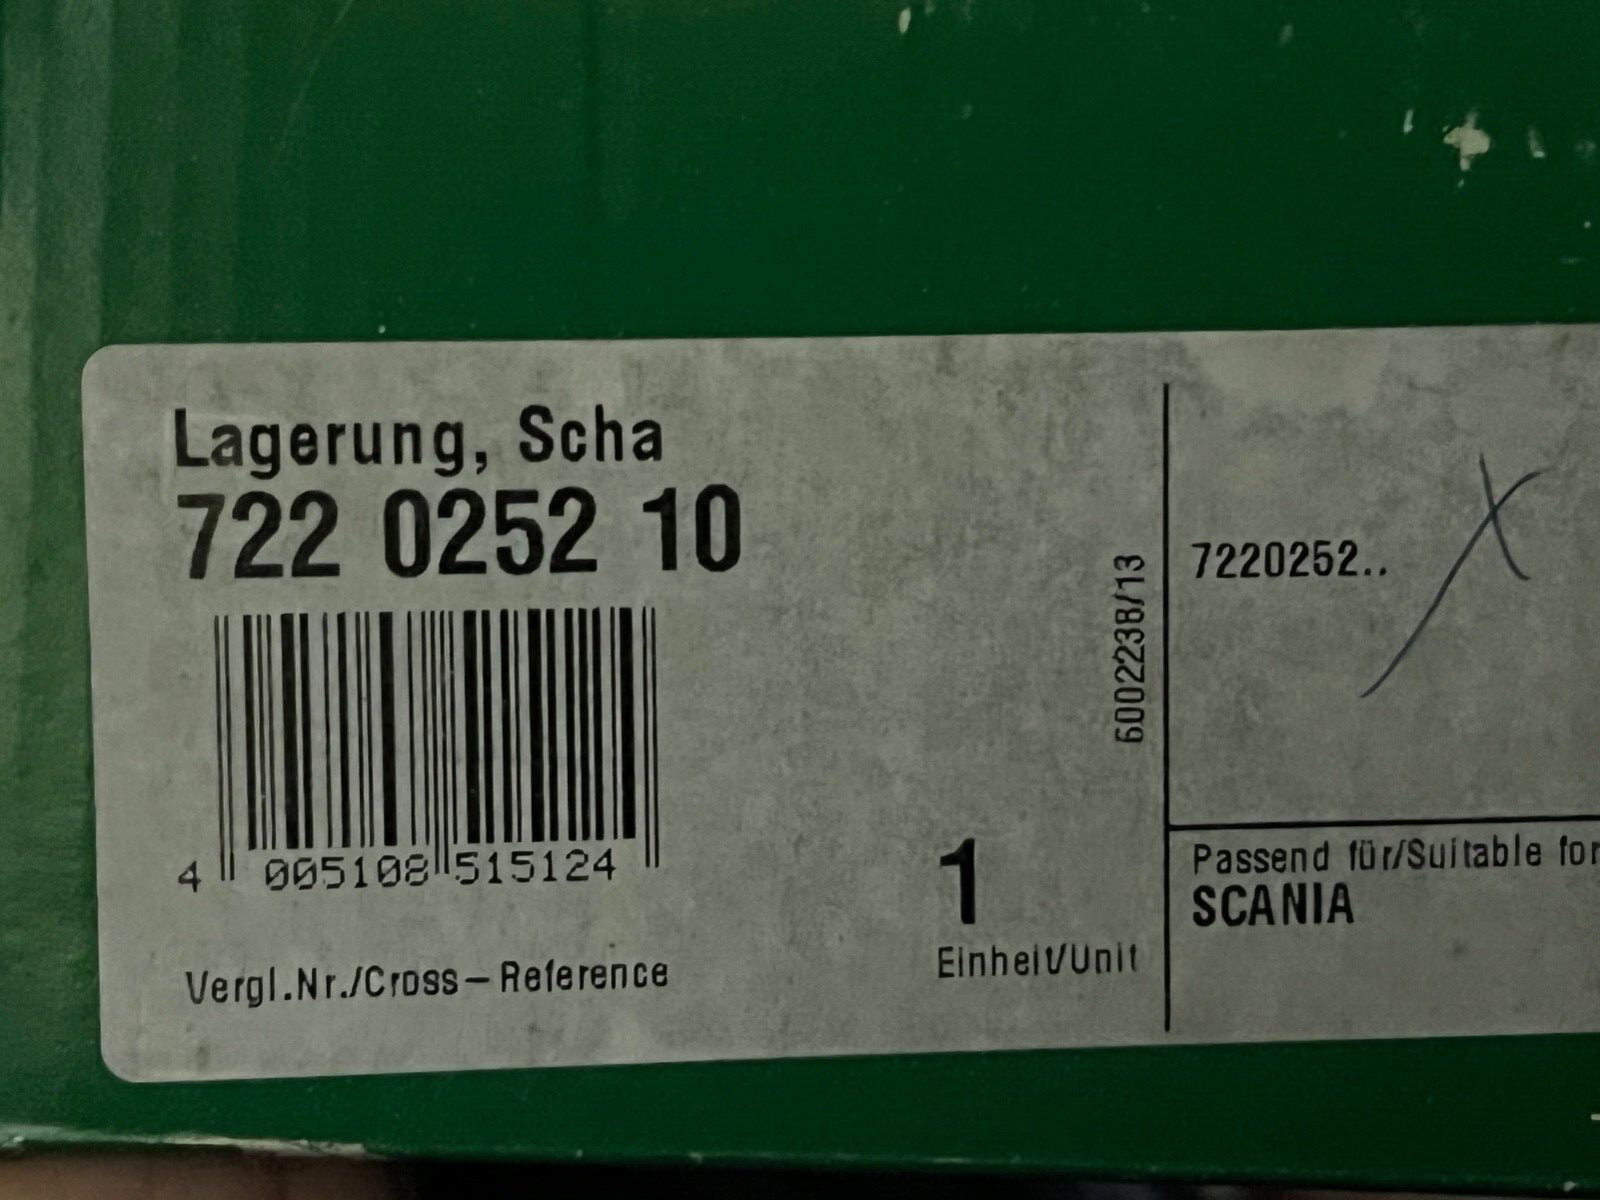 Lagerung, Scha
722 0252 10
4 005108 515124
Vergl.Nr./Cross-Reference
1
Einheit/Unit
6002238/13
7220252..
X
Passend für/Suitable for
SCANIA